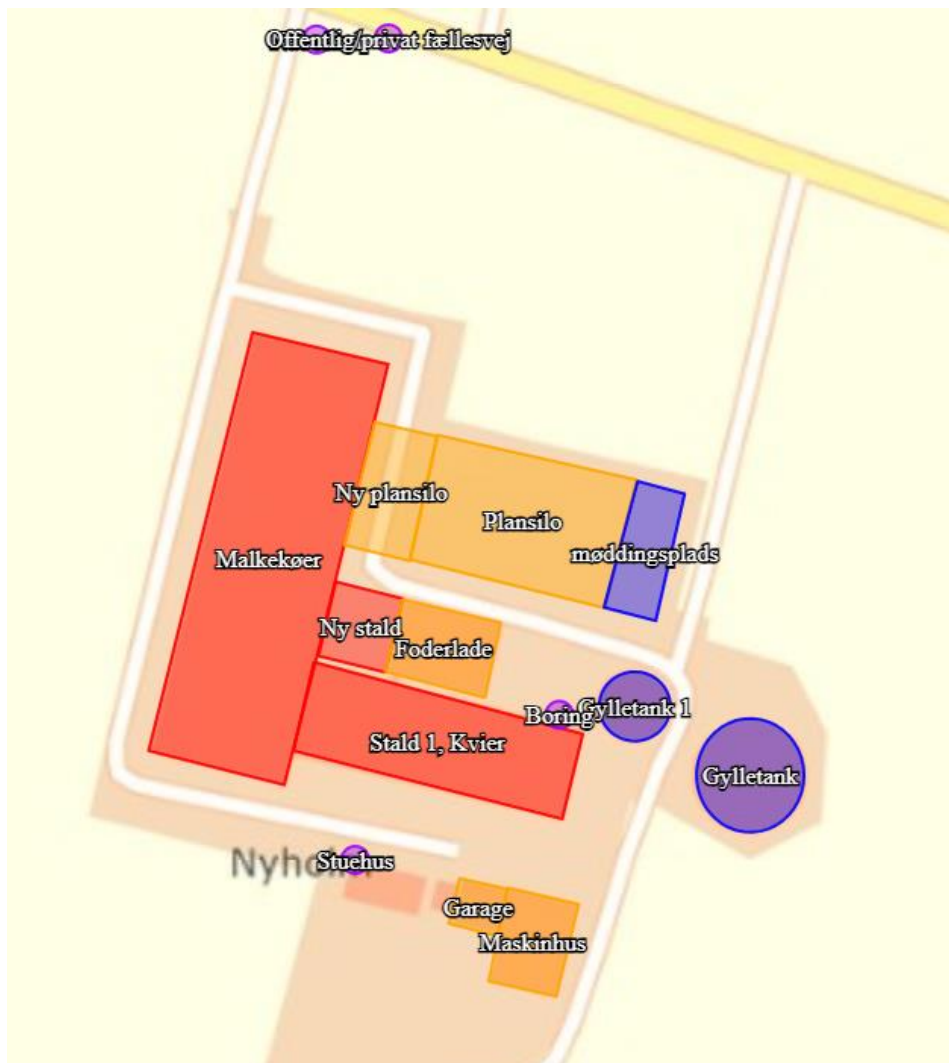 Offentlig/privat fællesvej
Ny plansilo
Plansilo
møddingsplads
Malkekøer
Ny stald
Foderlade
Boring
Gylletank 1
Stald 1, Kvier
Gylletank
Stuehus
Garage
Maskinhus